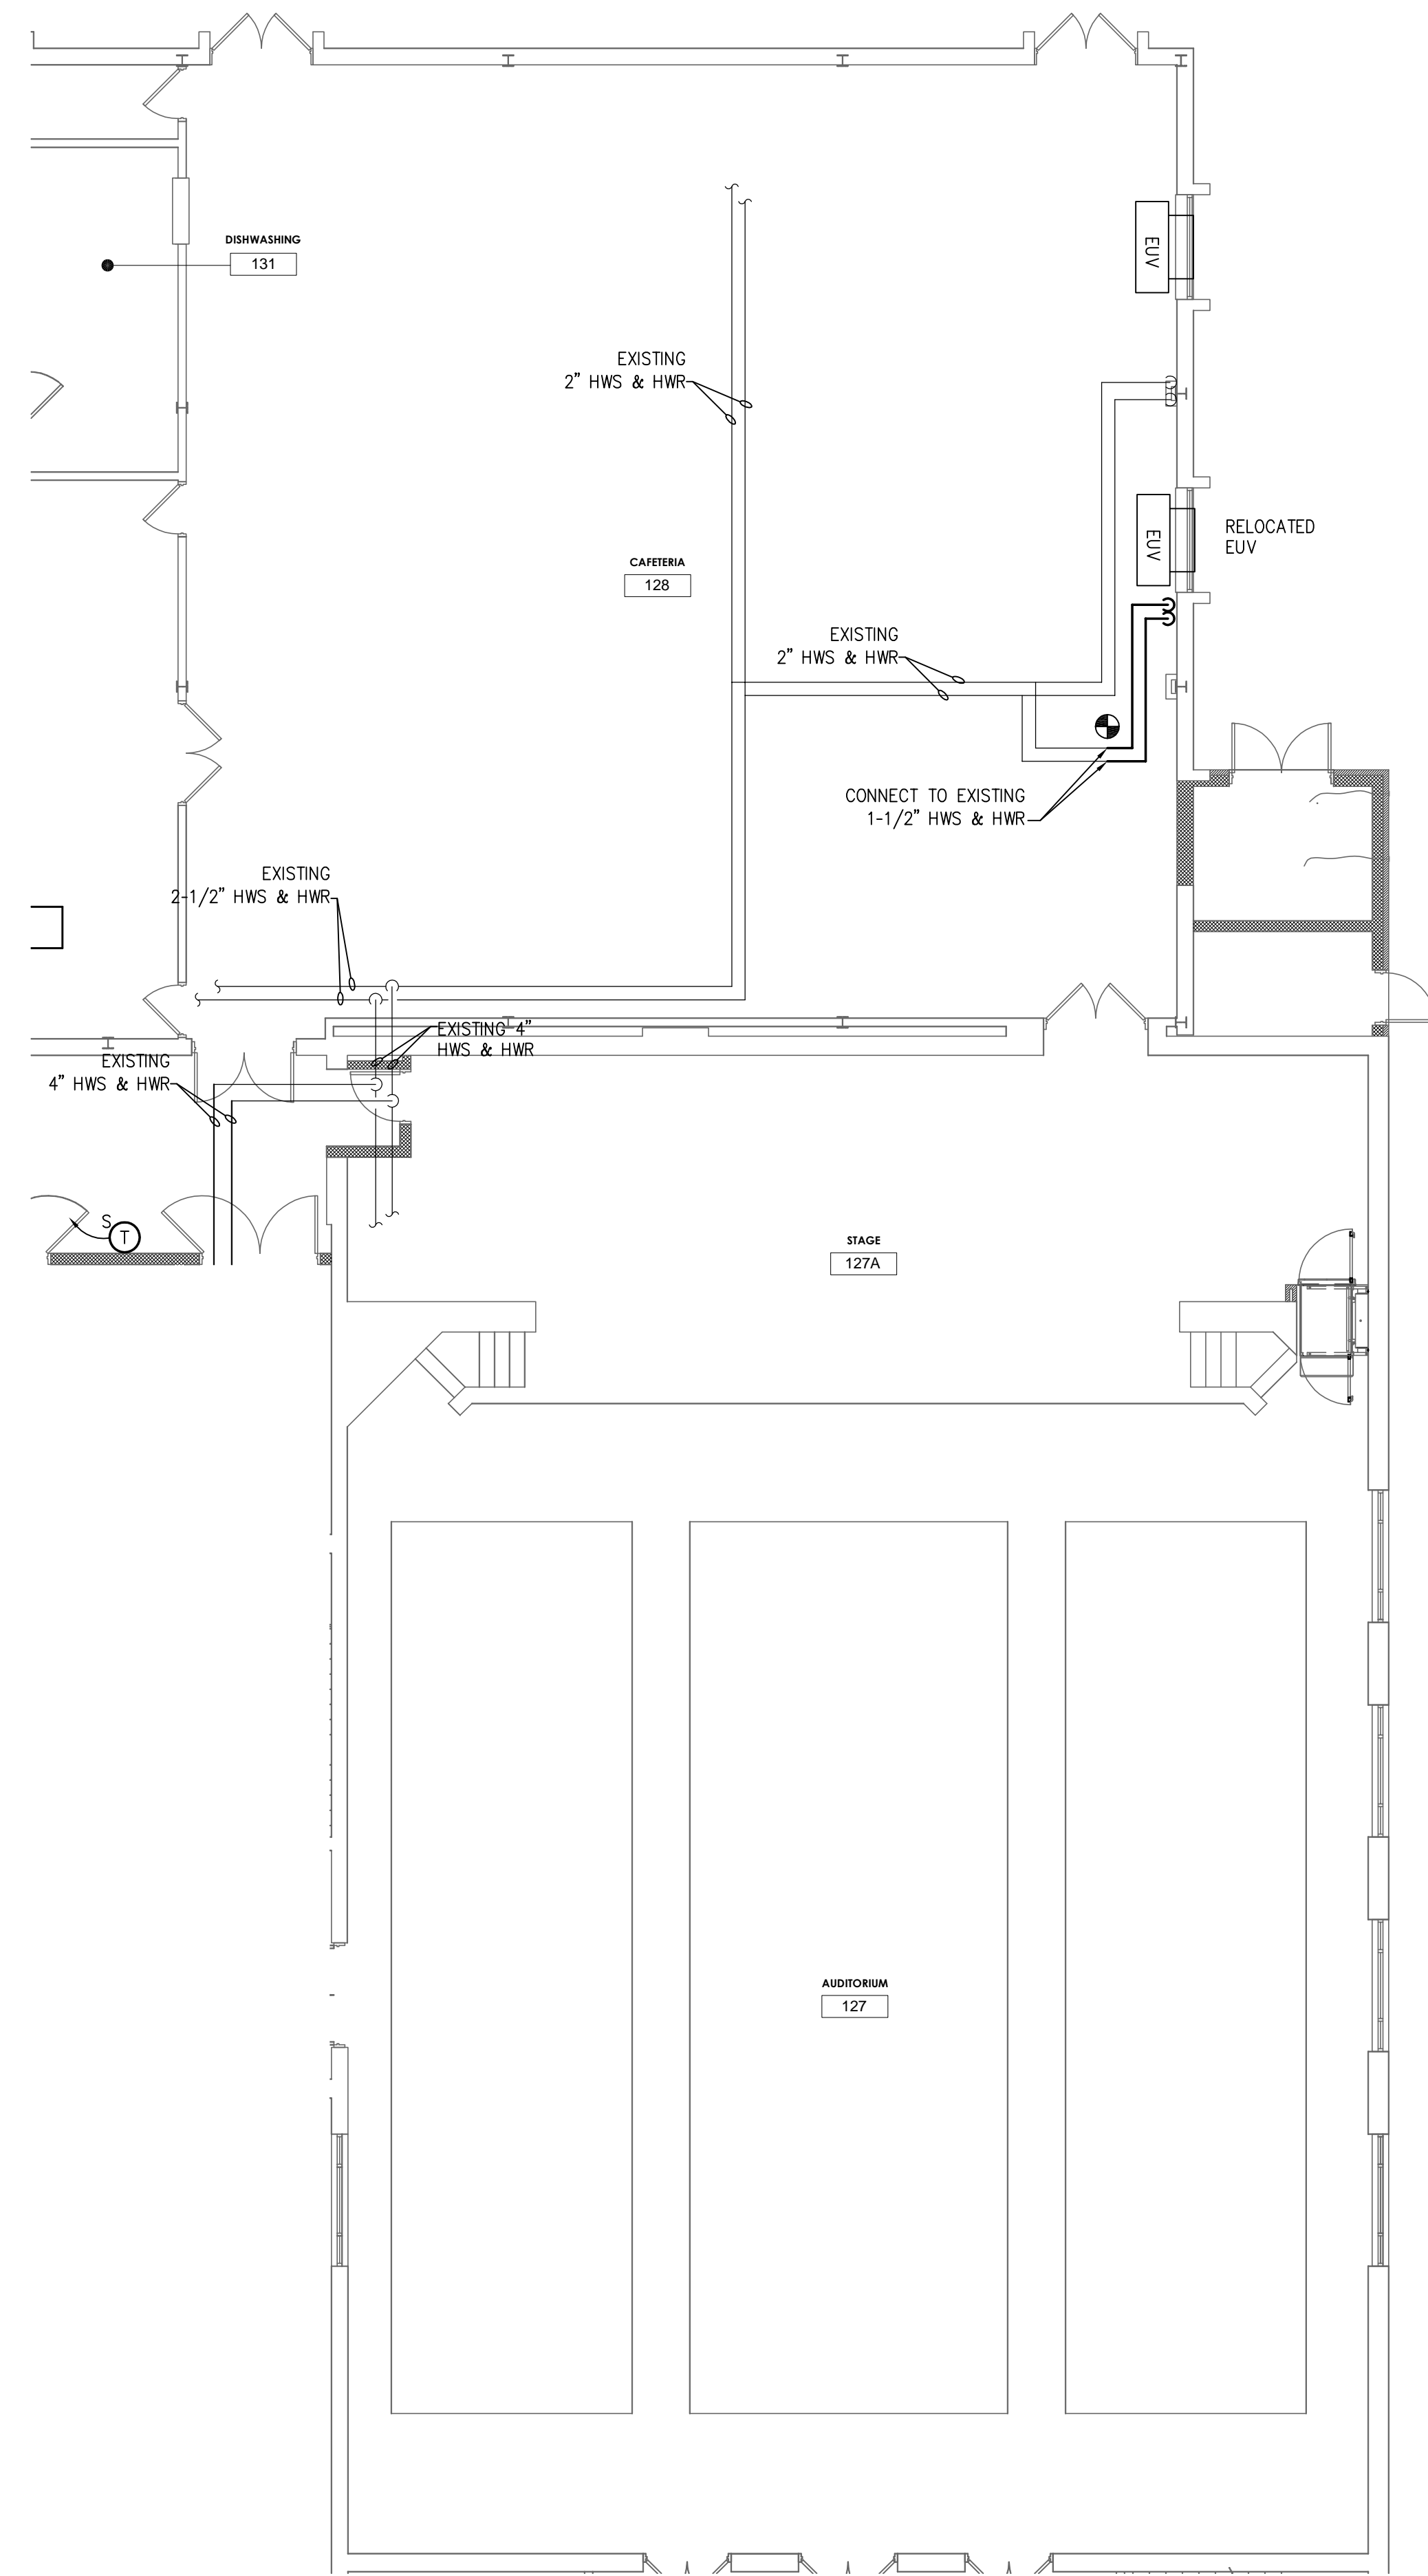 DISHWASHING
131
EUV
EXISTING
2" HWS & HWR
EUV
RELOCATED
EUV
CAFETERIA
128
EXISTING
2" HWS & HWR
CONNECT TO EXISTING
1-1/2" HWS & HWR
EXISTING
2-1/2" HWS & HWR
EXISTING 4"
HWS & HWR
EXISTING
4" HWS & HWR
S
T
STAGE
127A
AUDITORIUM
127